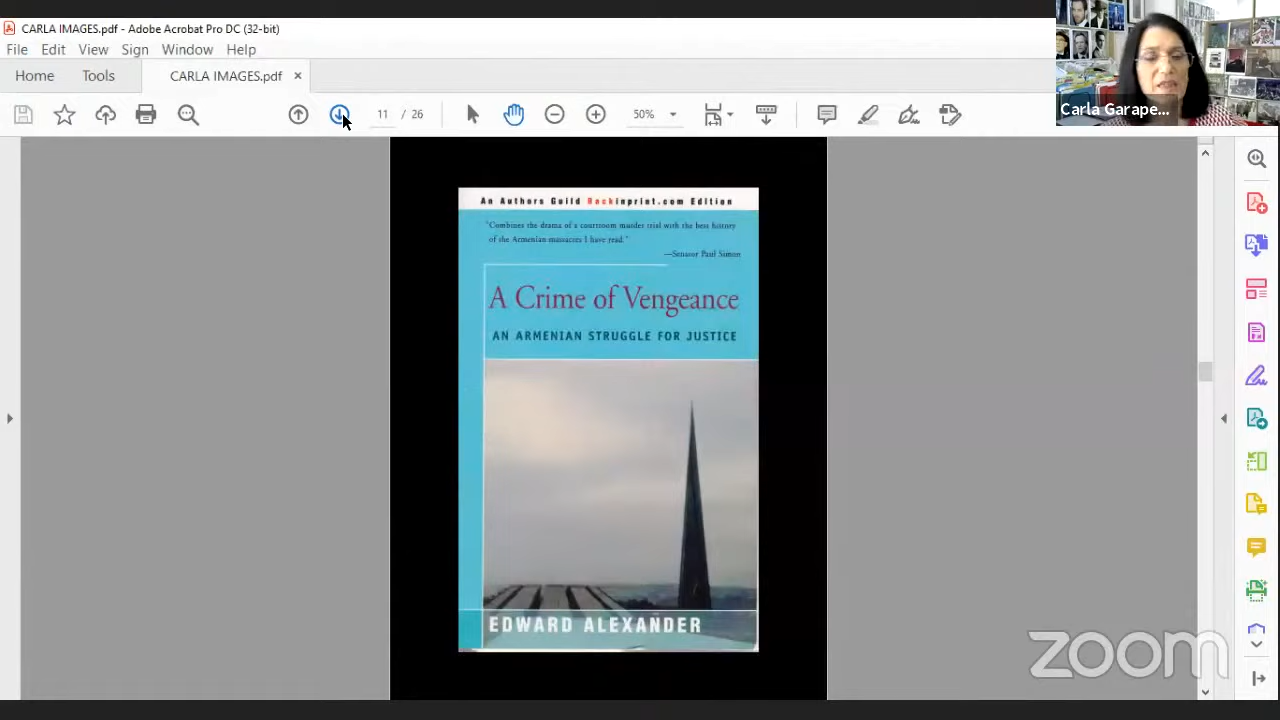 CARLA IMAGES.pdf - Adobe Acrobat Pro DC (32-bit)
File Edit View Sign Window Help
Home Tools CARLA IMAGES.pdf ×
11 / 26 50%
Carla Garape...
An Authors Guild Backinprint.com Edition
"Combines the drama of a courtroom murder trial with the best history
of the Armenian massacres I have read."
—Senator Paul Simon
A Crime of Vengeance
AN ARMENIAN STRUGGLE FOR JUSTICE
EDWARD ALEXANDER
zoom